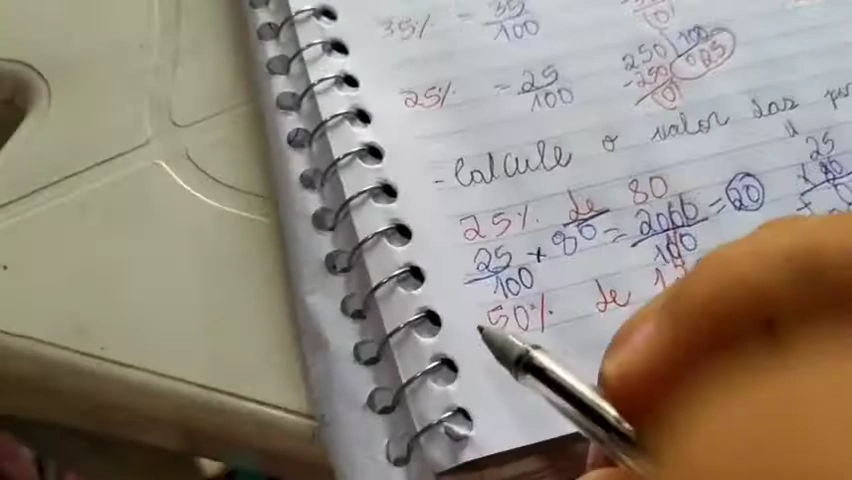 35% = 35/100
25% = 25/100
250 100
-250 0,25
0
- Calcule o valor das
25% de 80
25/100 × 80 = 2000/100 = 20
25
× 80
50% de